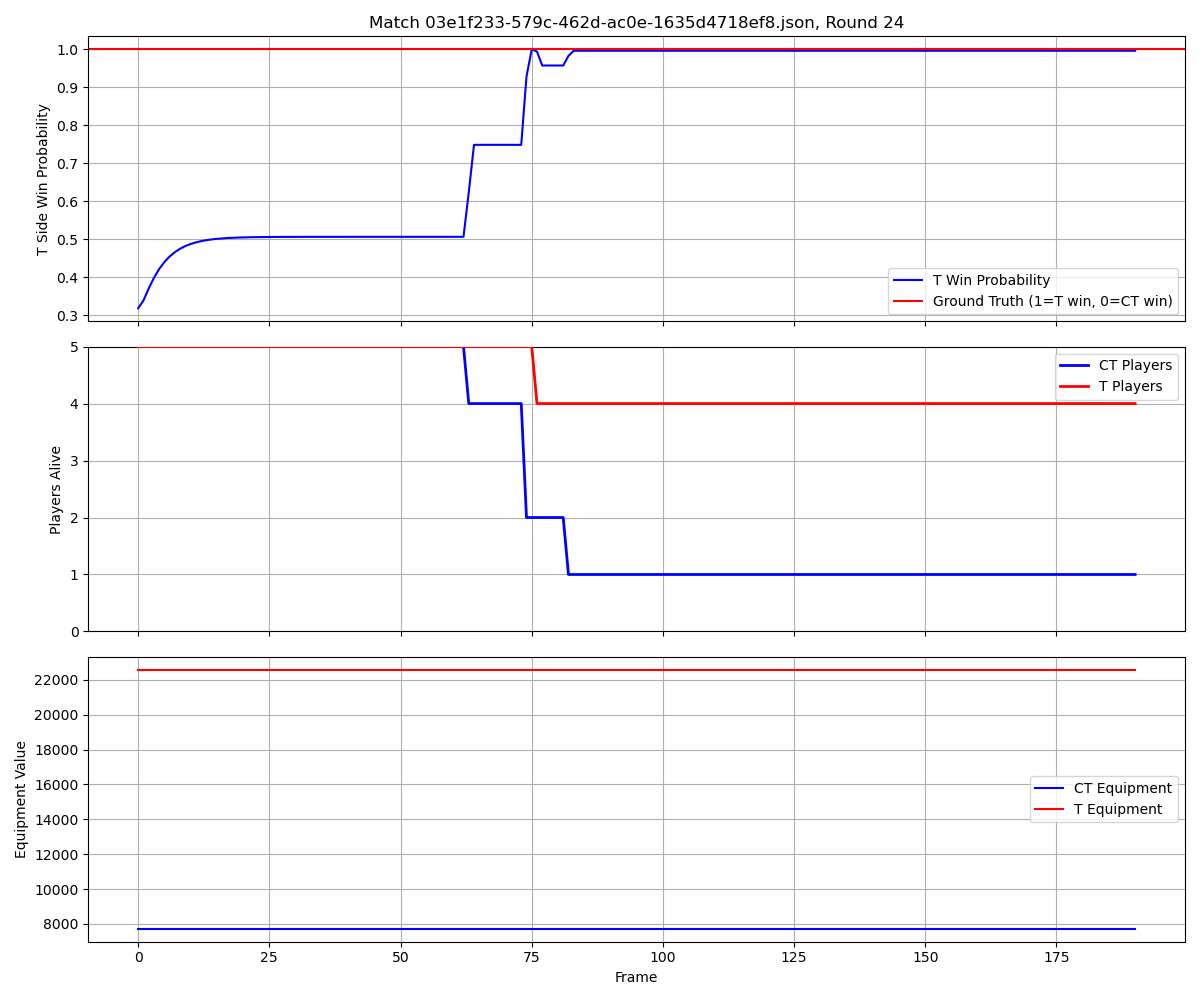 Match 03e1f233-579c-462d-ac0e-1635d4718ef8.json, Round 24
T Side Win Probability
1.0
0.9
0.8
0.7
0.6
0.5
0.4
0.3
T Win Probability
Ground Truth (1=T win, 0=CT win)
Players Alive
5
4
3
2
1
0
CT Players
T Players
Equipment Value
22000
20000
18000
16000
14000
12000
10000
8000
CT Equipment
T Equipment
0 25 50 75 100 125 150 175
Frame